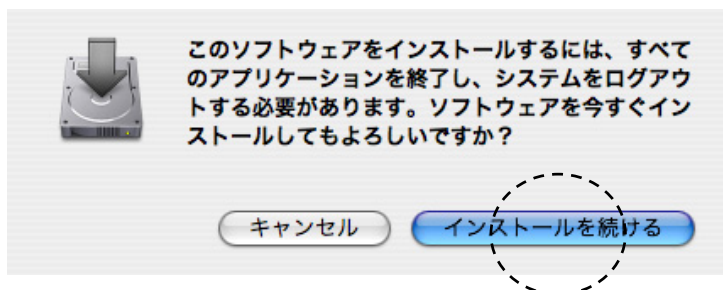 このソフトウェアをインストールするには、すべて
のアプリケーションを終了し、システムをログアウ
トする必要があります。ソフトウェアを今すぐイン
ストールしてもよろしいですか？
キャンセル
インストールを続ける